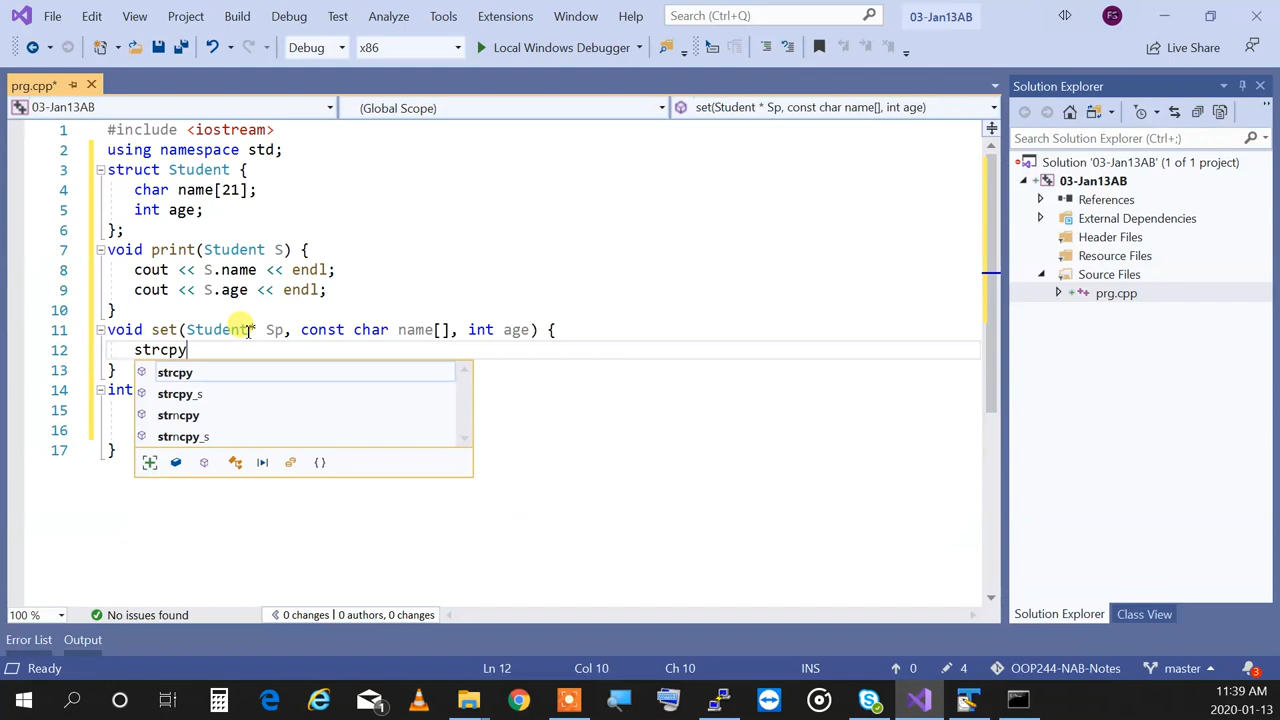 File Edit View Project Build Debug Test Analyze Tools Extensions Window Help Search (Ctrl+Q) 03-Jan13AB FS
Debug x86 Local Windows Debugger Live Share
prg.cpp* Solution Explorer
03-Jan13AB (Global Scope) set(Student * Sp, const char name[], int age)
Search Solution Explorer (Ctrl+;)
1 #include <iostream>
2 using namespace std;
3 struct Student {
4 char name[21];
5 int age;
6 };
7 void print(Student S) {
8 cout << S.name << endl;
9 cout << S.age << endl;
10 }
11 void set(Student* Sp, const char name[], int age) {
12 strcpy
13 }
14 int
15
16
17 }
strcpy
strcpy_s
strncpy
strncpy_s
Solution '03-Jan13AB' (1 of 1 project)
03-Jan13AB
References
External Dependencies
Header Files
Resource Files
Source Files
prg.cpp
100 % No issues found 0 changes | 0 authors, 0 changes
Solution Explorer Class View
Error List Output
Ready Ln 12 Col 10 Ch 10 INS 0 4 OOP244-NAB-Notes master 3
1
11:39 AM
2020-01-13